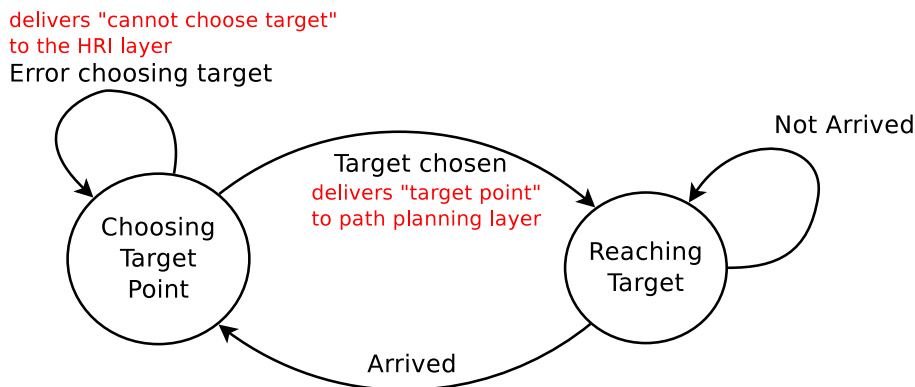 delivers "cannot choose target"
to the HRI layer
Error choosing target
Not Arrived
Target chosen
delivers "target point"
to path planning layer
Choosing
Target
Point
Reaching
Target
Arrived